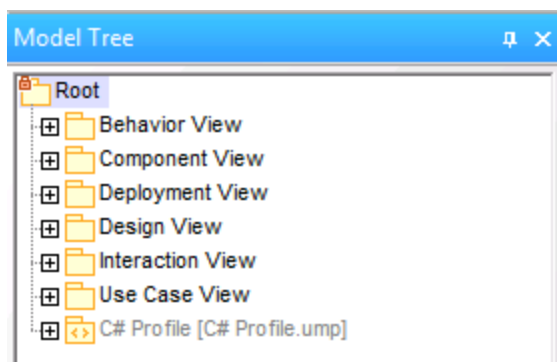 Model Tree
Root
Behavior View
Component View
Deployment View
Design View
Interaction View
Use Case View
C# Profile [C# Profile.ump]